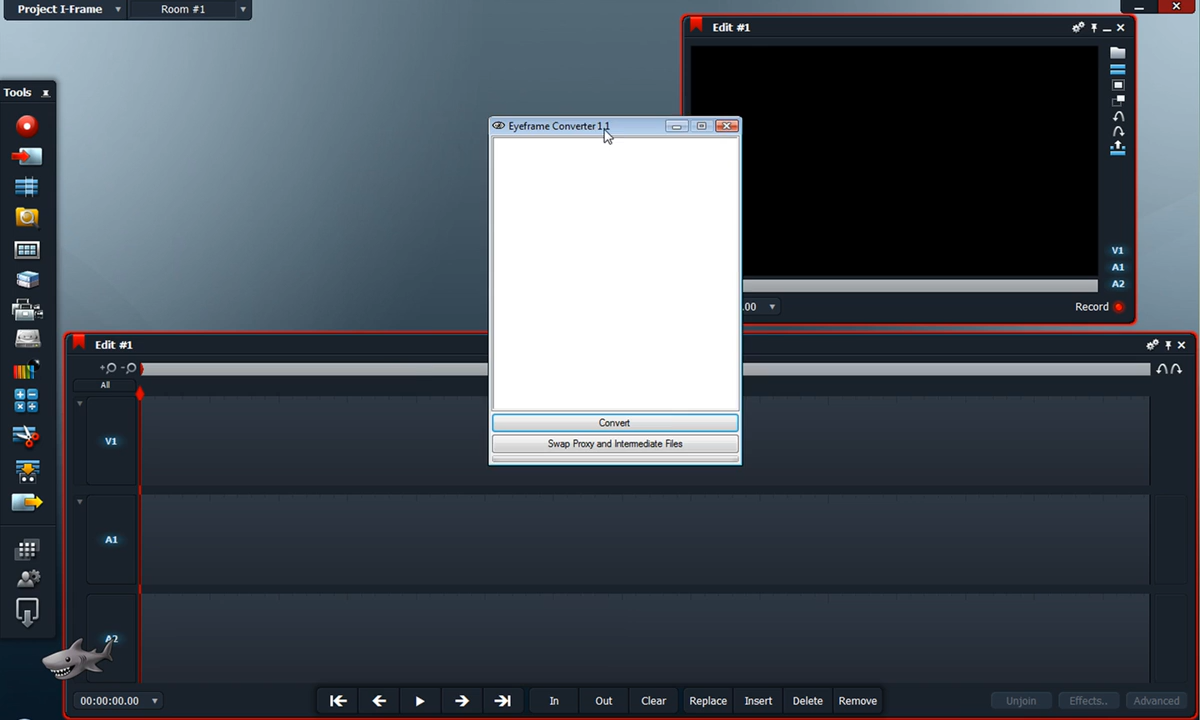 Project I-Frame
Room #1
Edit #1
Tools
Eyeframe Converter 1.1
V1
A1
A2
.00
Record
Convert
Swap Proxy and Intermediate Files
Edit #1
All
V1
A1
A2
00:00:00.00
In
Out
Clear
Replace
Insert
Delete
Remove
Unjoin
Effects..
Advanced